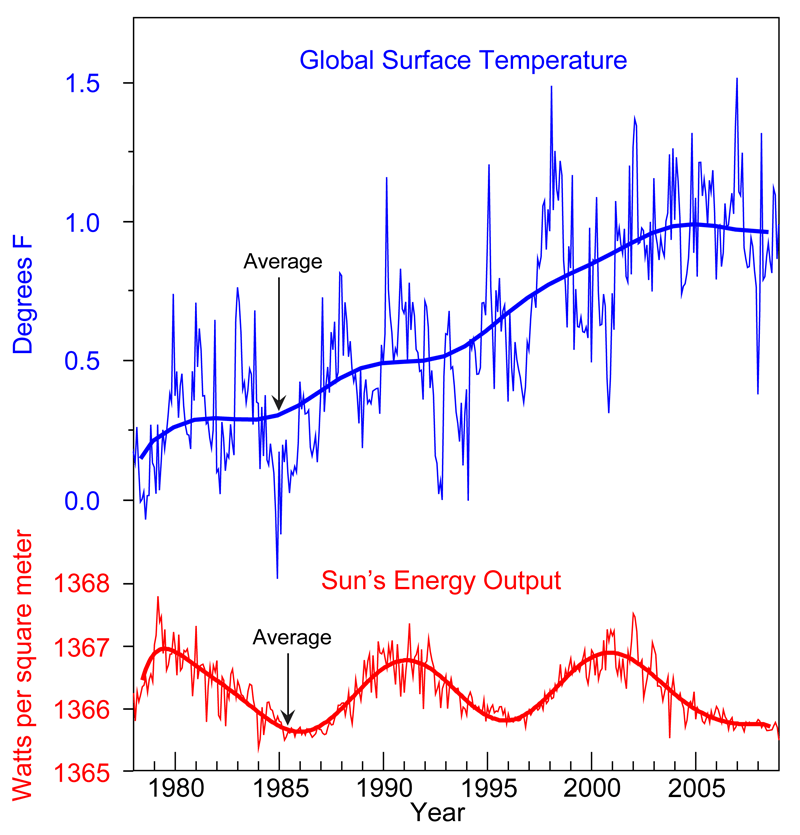 Global Surface Temperature
1.5
1.0
Average
Degrees F
0.5
0.0
Sun's Energy Output
1368
1367
Average
Watts per square meter
1366
1365
1980 1985 1990 1995 2000 2005
Year